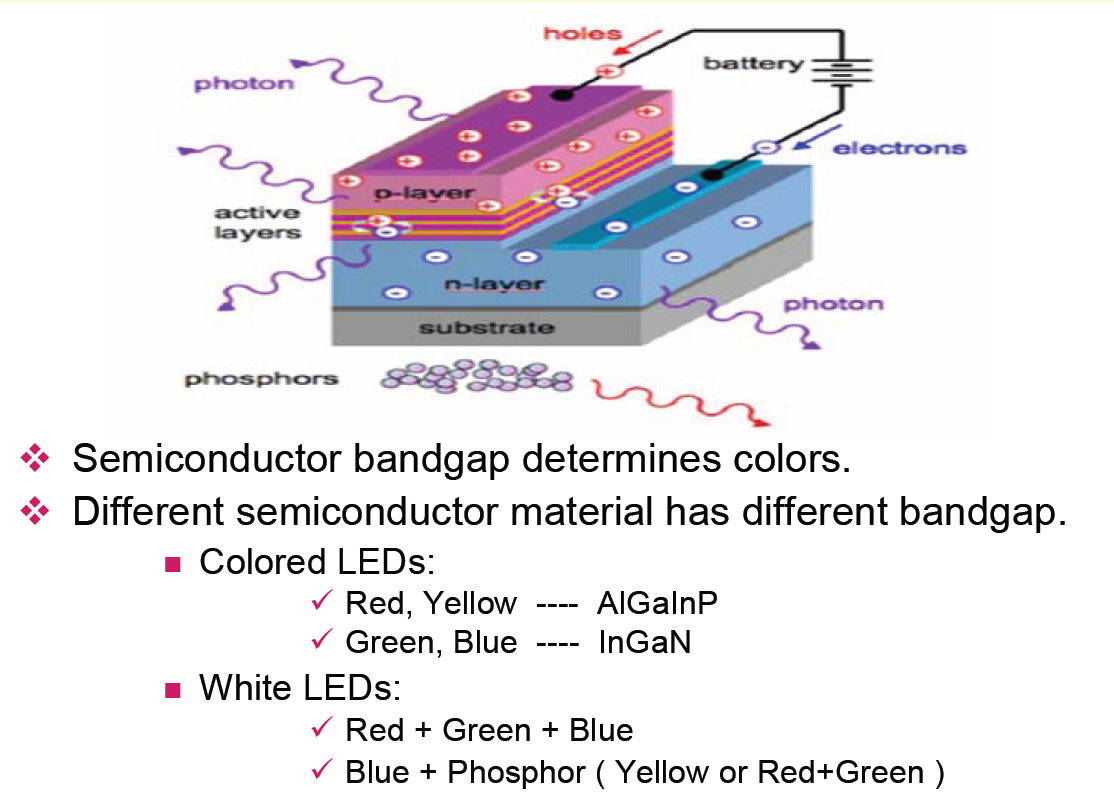 holes
photon
battery
electrons
p-layer
active
layers
n-layer
photon
substrate
phosphors
❖ Semiconductor bandgap determines colors.
❖ Different semiconductor material has different bandgap.
■ Colored LEDs:
✓ Red, Yellow ---- AlGaInP
✓ Green, Blue ---- InGaN
■ White LEDs:
✓ Red + Green + Blue
✓ Blue + Phosphor ( Yellow or Red+Green )